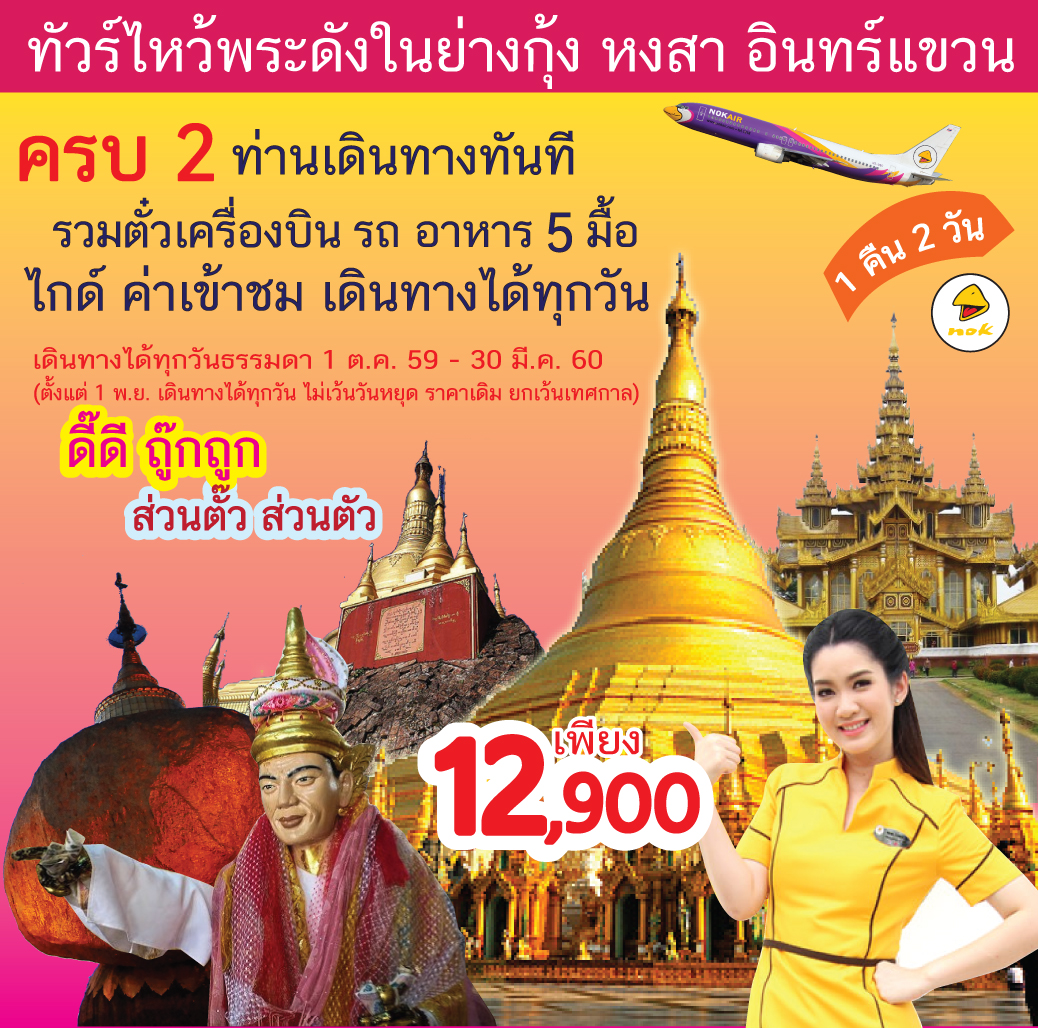 ทัวร์ไหว้พระดังในย่างกุ้ง หงสา อินทร์แขวน
NOKAIR
ครบ 2 ท่านเดินทางทันที
รวมตั๋วเครื่องบิน รถ อาหาร 5 มื้อ
ไกด์ ค่าเข้าชม เดินทางได้ทุกวัน
1 คืน 2 วัน
nok
เดินทางได้ทุกวันธรรมดา 1 ต.ค. 59 - 30 มี.ค. 60
(ตั้งแต่ 1 พ.ย. เดินทางได้ทุกวัน ไม่เว้นวันหยุด ราคาเดิม ยกเว้นเทศกาล)
ดี๊ดี ถู๊กถูก
ส่วนตั๊ว ส่วนตัว
เพียง
12,900